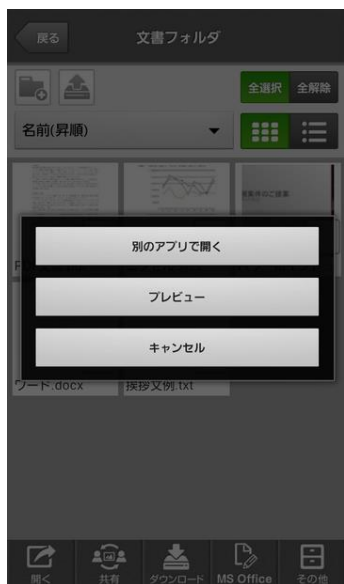 戻る
文書フォルダ
全選択 全解除
名前(昇順)
別のアプリで開く
プレビュー
キャンセル
ワード.docx 挨拶文例.txt
開く 共有 ダウンロード MS Office その他